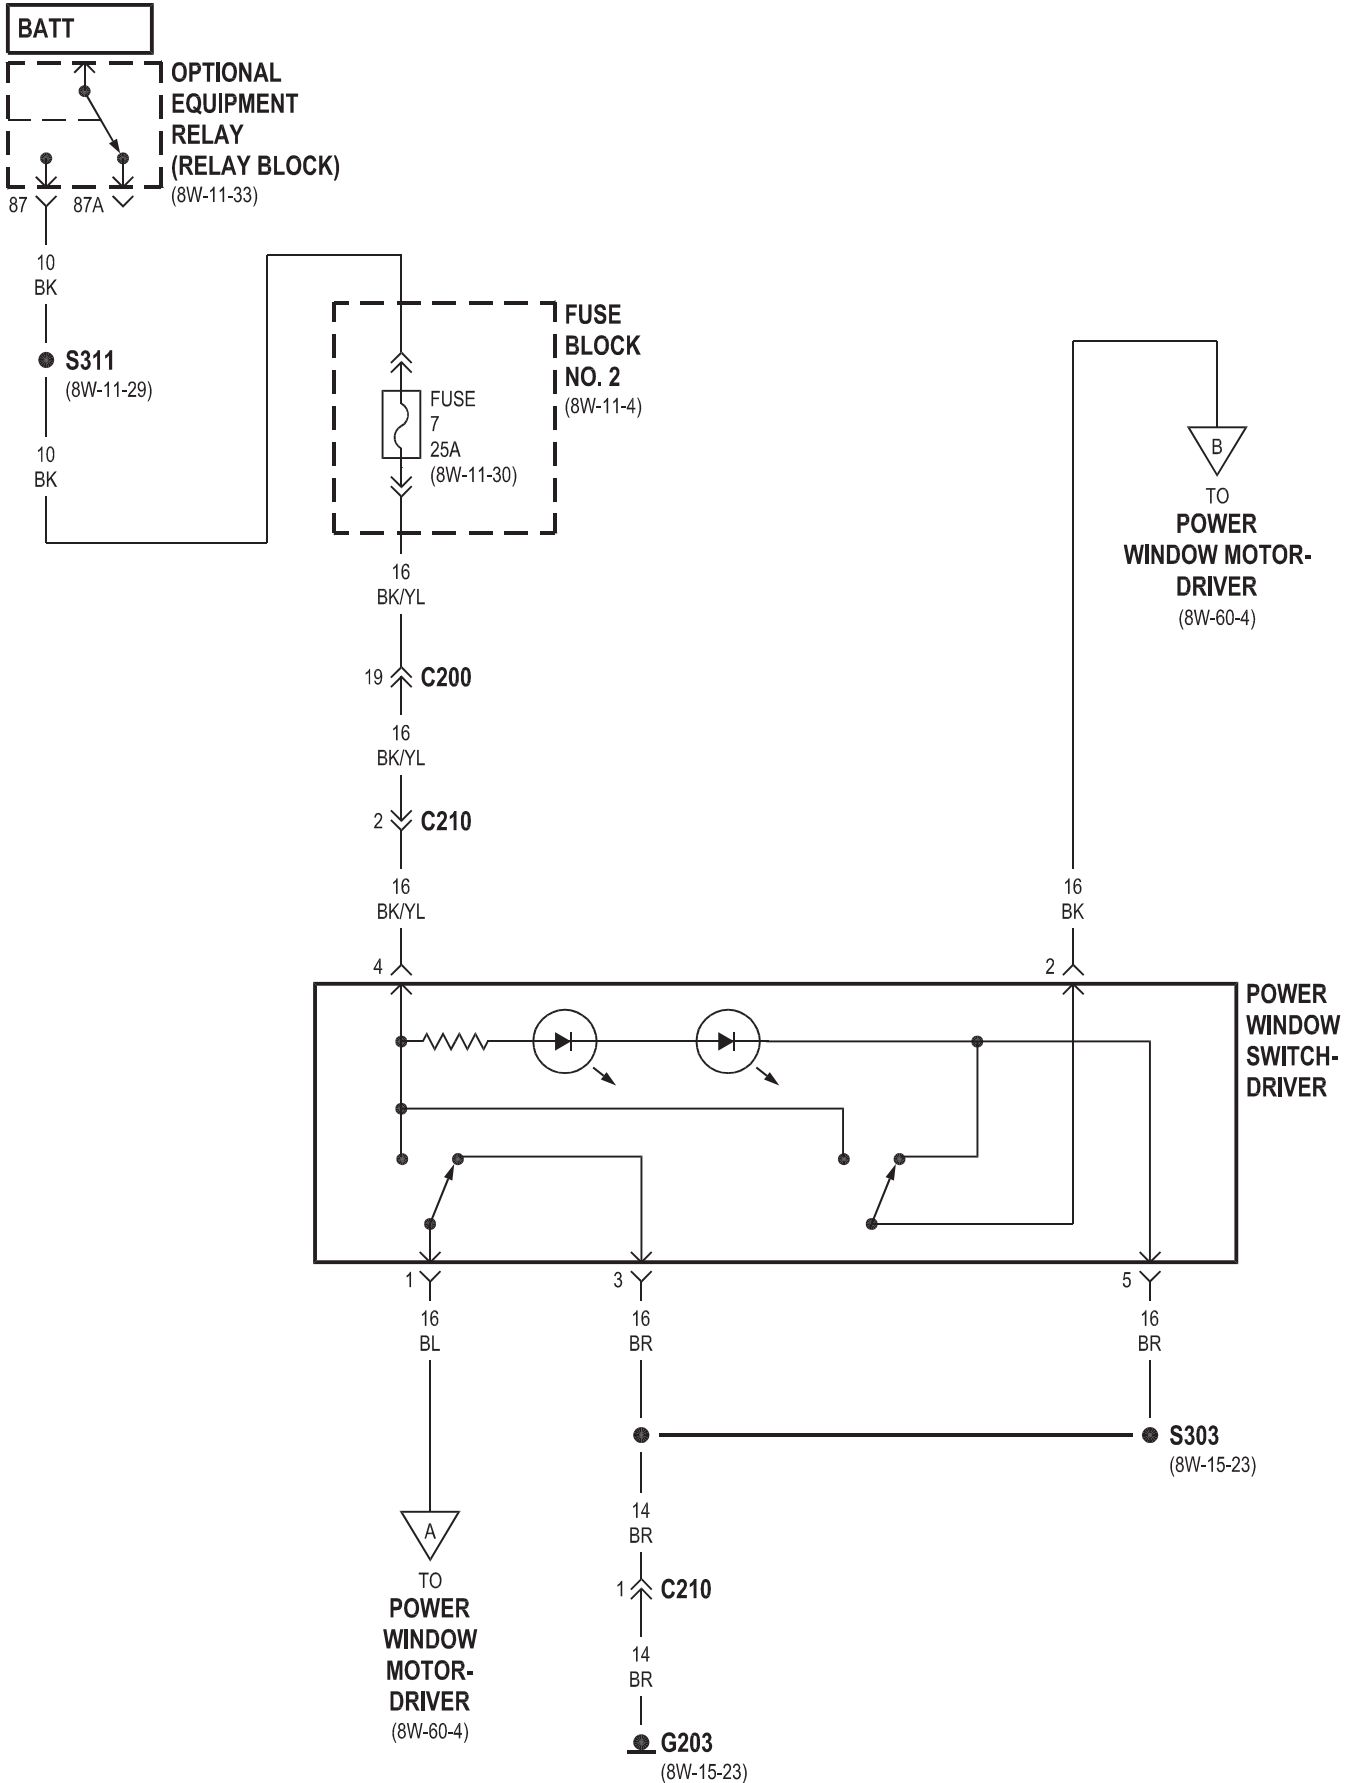 BATT
OPTIONAL
EQUIPMENT
RELAY
(RELAY BLOCK)
(8W-11-33)
87
87A
10
BK
S311
(8W-11-29)
10
BK
FUSE
BLOCK
NO. 2
(8W-11-4)
FUSE
7
25A
(8W-11-30)
B
TO
POWER
WINDOW MOTOR-
DRIVER
(8W-60-4)
16
BK/YL
19
C200
16
BK/YL
2
C210
16
BK/YL
16
BK
4
2
POWER
WINDOW
SWITCH-
DRIVER
1
3
5
16
BL
16
BR
16
BR
S303
(8W-15-23)
14
BR
A
TO
POWER
WINDOW
MOTOR-
DRIVER
(8W-60-4)
1
C210
14
BR
G203
(8W-15-23)